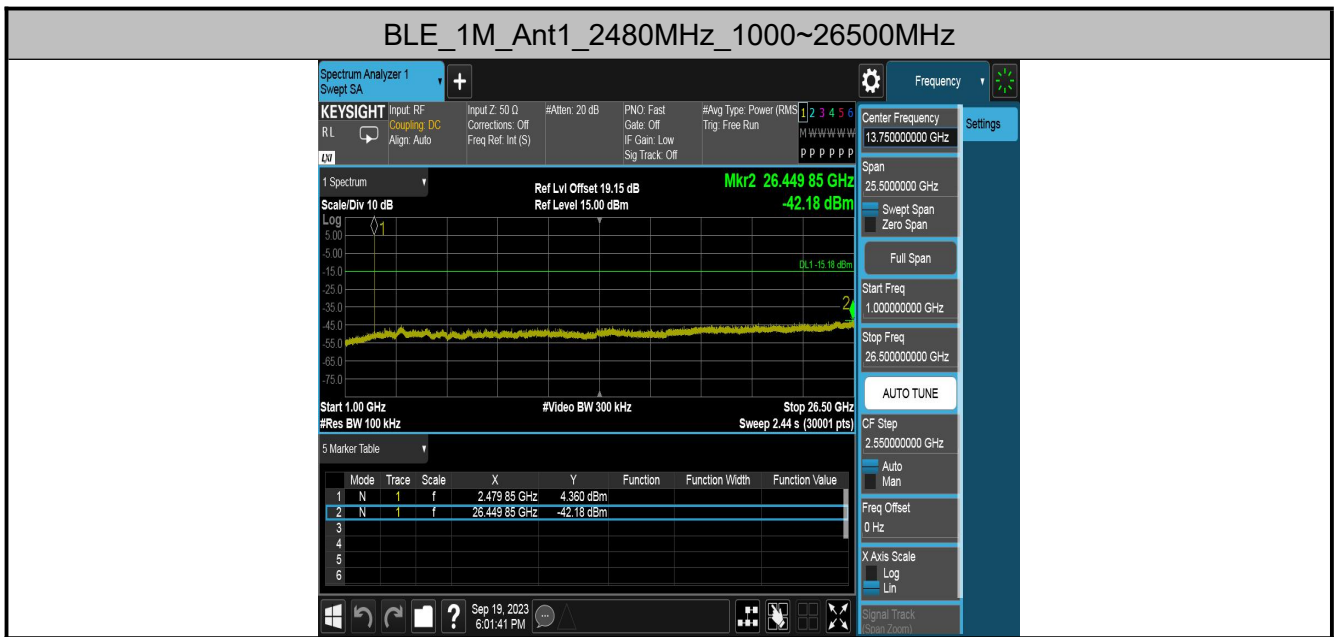 BLE_1M_Ant1_2480MHz_1000~26500MHz
Spectrum Analyzer 1
Swept SA
+
Frequency
KEYSIGHT Input: RF Input Z: 50 Ω #Atten: 20 dB PNO: Fast #Avg Type: Power (RMS 1 2 3 4 5 6
RL Coupling: DC Corrections: Off Gate: Off Trig: Free Run
Align: Auto Freq Ref: Int (S) IF Gain: Low M W W W W W
LXI Sig Track: Off P P P P P P
Center Frequency
13.750000000 GHz
Settings
Span
25.5000000 GHz
Swept Span
Zero Span
Full Span
Start Freq
1.000000000 GHz
Stop Freq
26.500000000 GHz
AUTO TUNE
CF Step
2.550000000 GHz
Auto
Man
Freq Offset
0 Hz
X Axis Scale
Log
Lin
Signal Track
(Span Zoom)
1 Spectrum Ref Lvl Offset 19.15 dB Mkr2 26.449 85 GHz
Scale/Div 10 dB Ref Level 15.00 dBm -42.18 dBm
Log
1
5.00
-5.00
DL1 -15.18 dBm
-15.0
-25.0
2
-35.0
-45.0
-55.0
-65.0
-75.0
Start 1.00 GHz #Video BW 300 kHz Stop 26.50 GHz
#Res BW 100 kHz Sweep 2.44 s (30001 pts)
5 Marker Table
Mode Trace Scale X Y Function Function Width Function Value
1 N 1 f 2.479 85 GHz 4.360 dBm
2 N 1 f 26.449 85 GHz -42.18 dBm
3
4
5
6
? Sep 19, 2023
6:01:41 PM